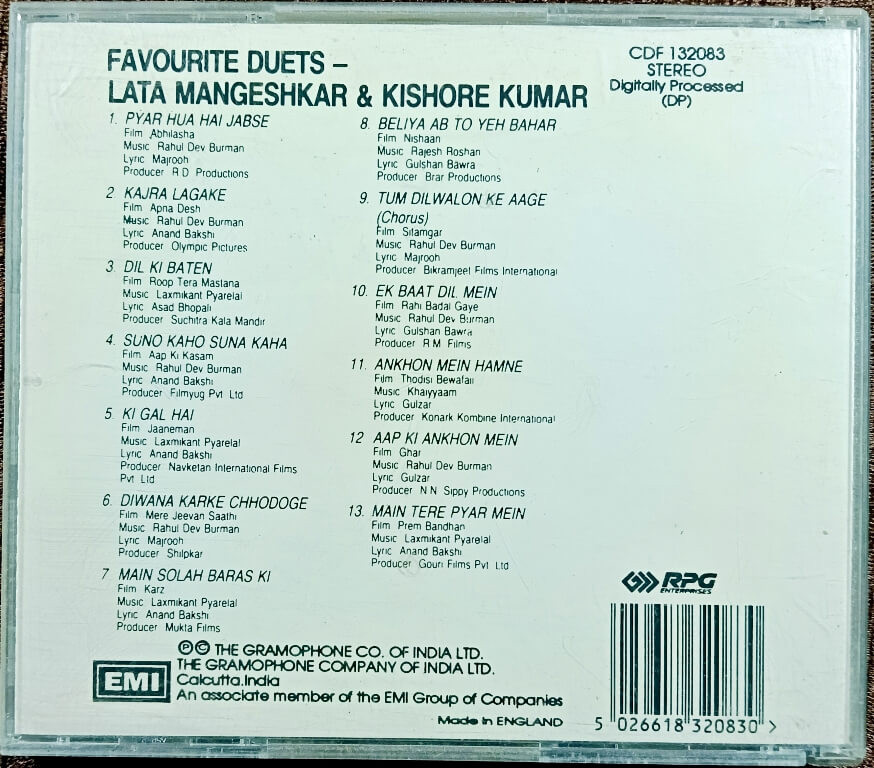 FAVOURITE DUETS –
LATA MANGESHKAR & KISHORE KUMAR
CDF 132083
STEREO
Digitally Processed
(DP)
1. PYAR HUA HAI JABSE
Film Abhilasha
Music Rahul Dev Burman
Lyric Majrooh
Producer R D Productions
2. KAJRA LAGAKE
Film Apna Desh
Music Rahul Dev Burman
Lyric Anand Bakshi
Producer Olympic Pictures
3. DIL KI BATEN
Film Roop Tera Mastana
Music Laxmikant Pyarelal
Lyric Asad Bhopali
Producer Suchitra Kala Mandir
4. SUNO KAHO SUNA KAHA
Film Aap Ki Kasam
Music Rahul Dev Burman
Lyric Anand Bakshi
Producer Filmyug Pvt Ltd
5. KI GAL HAI
Film Jaaneman
Music Laxmikant Pyarelal
Lyric Anand Bakshi
Producer Navketan International Films
Pvt Ltd
6. DIWANA KARKE CHHODOGE
Film Mere Jeevan Saathi
Music Rahul Dev Burman
Lyric Majrooh
Producer Shilpkar
7 MAIN SOLAH BARAS KI
Film Karz
Music Laxmikant Pyarelal
Lyric Anand Bakshi
Producer Mukta Films
8. BELIYA AB TO YEH BAHAR
Film Nishaan
Music Rajesh Roshan
Lyric Gulshan Bawra
Producer Brar Productions
9. TUM DILWALON KE AAGE
(Chorus)
Film Sitamgar
Music Rahul Dev Burman
Lyric Majrooh
Producer Bikramjeet Films International
10. EK BAAT DIL MEIN
Film Rahi Badal Gaye
Music Rahul Dev Burman
Lyric Gulshan Bawra
Producer R M Films
11. ANKHON MEIN HAMNE
Film Thodisi Bewafaii
Music Khaiyyaam
Lyric Gulzar
Producer Konark Kombine International
12 AAP KI ANKHON MEIN
Film Ghar
Music Rahul Dev Burman
Lyric Gulzar
Producer N N Sippy Productions
13. MAIN TERE PYAR MEIN
Film Prem Bandhan
Music Laxmikant Pyarelal
Lyric Anand Bakshi
Producer Gouri Films Pvt Ltd
RPG
ENTERPRISES
EMI
℗© THE GRAMOPHONE CO. OF INDIA LTD.
THE GRAMOPHONE COMPANY OF INDIA LTD.
Calcutta.India
An associate member of the EMI Group of Companies
Made in ENGLAND
5 026618 320830 >